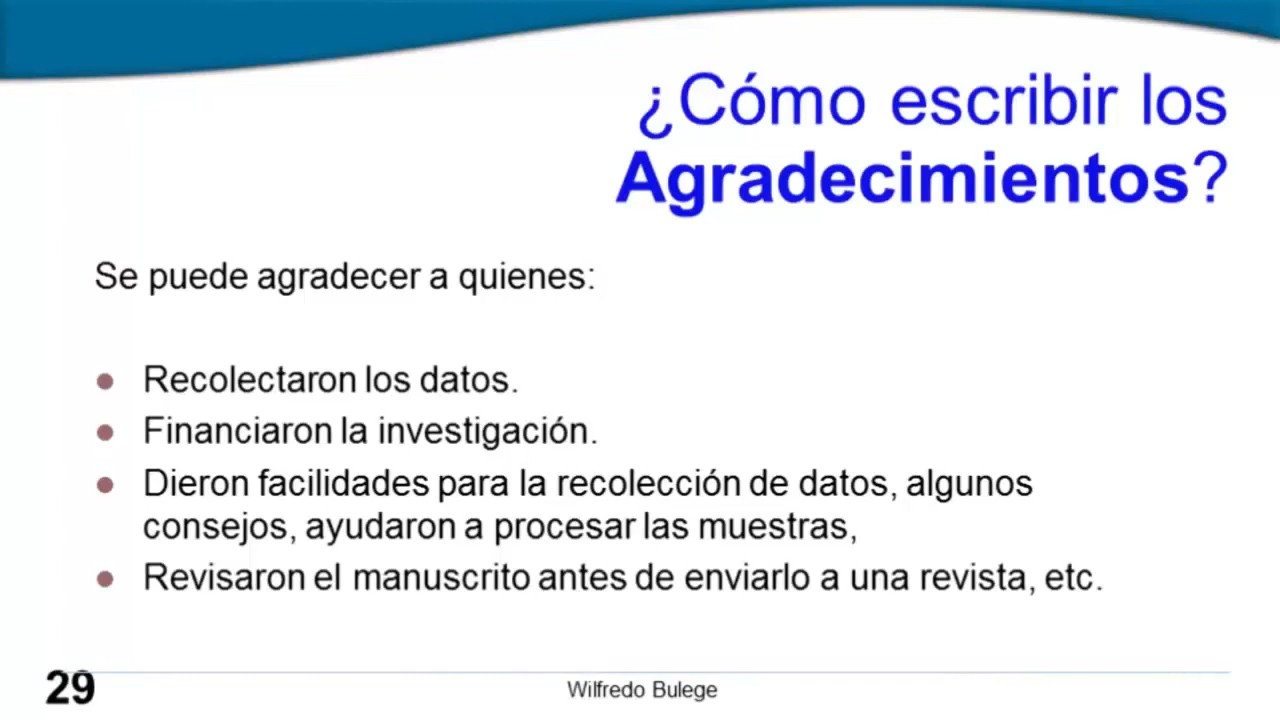 ¿Cómo escribir los
Agradecimientos?
Se puede agradecer a quienes:
● Recolectaron los datos.
● Financiaron la investigación.
● Dieron facilidades para la recolección de datos, algunos
consejos, ayudaron a procesar las muestras,
● Revisaron el manuscrito antes de enviarlo a una revista, etc.
29
Wilfredo Bulege